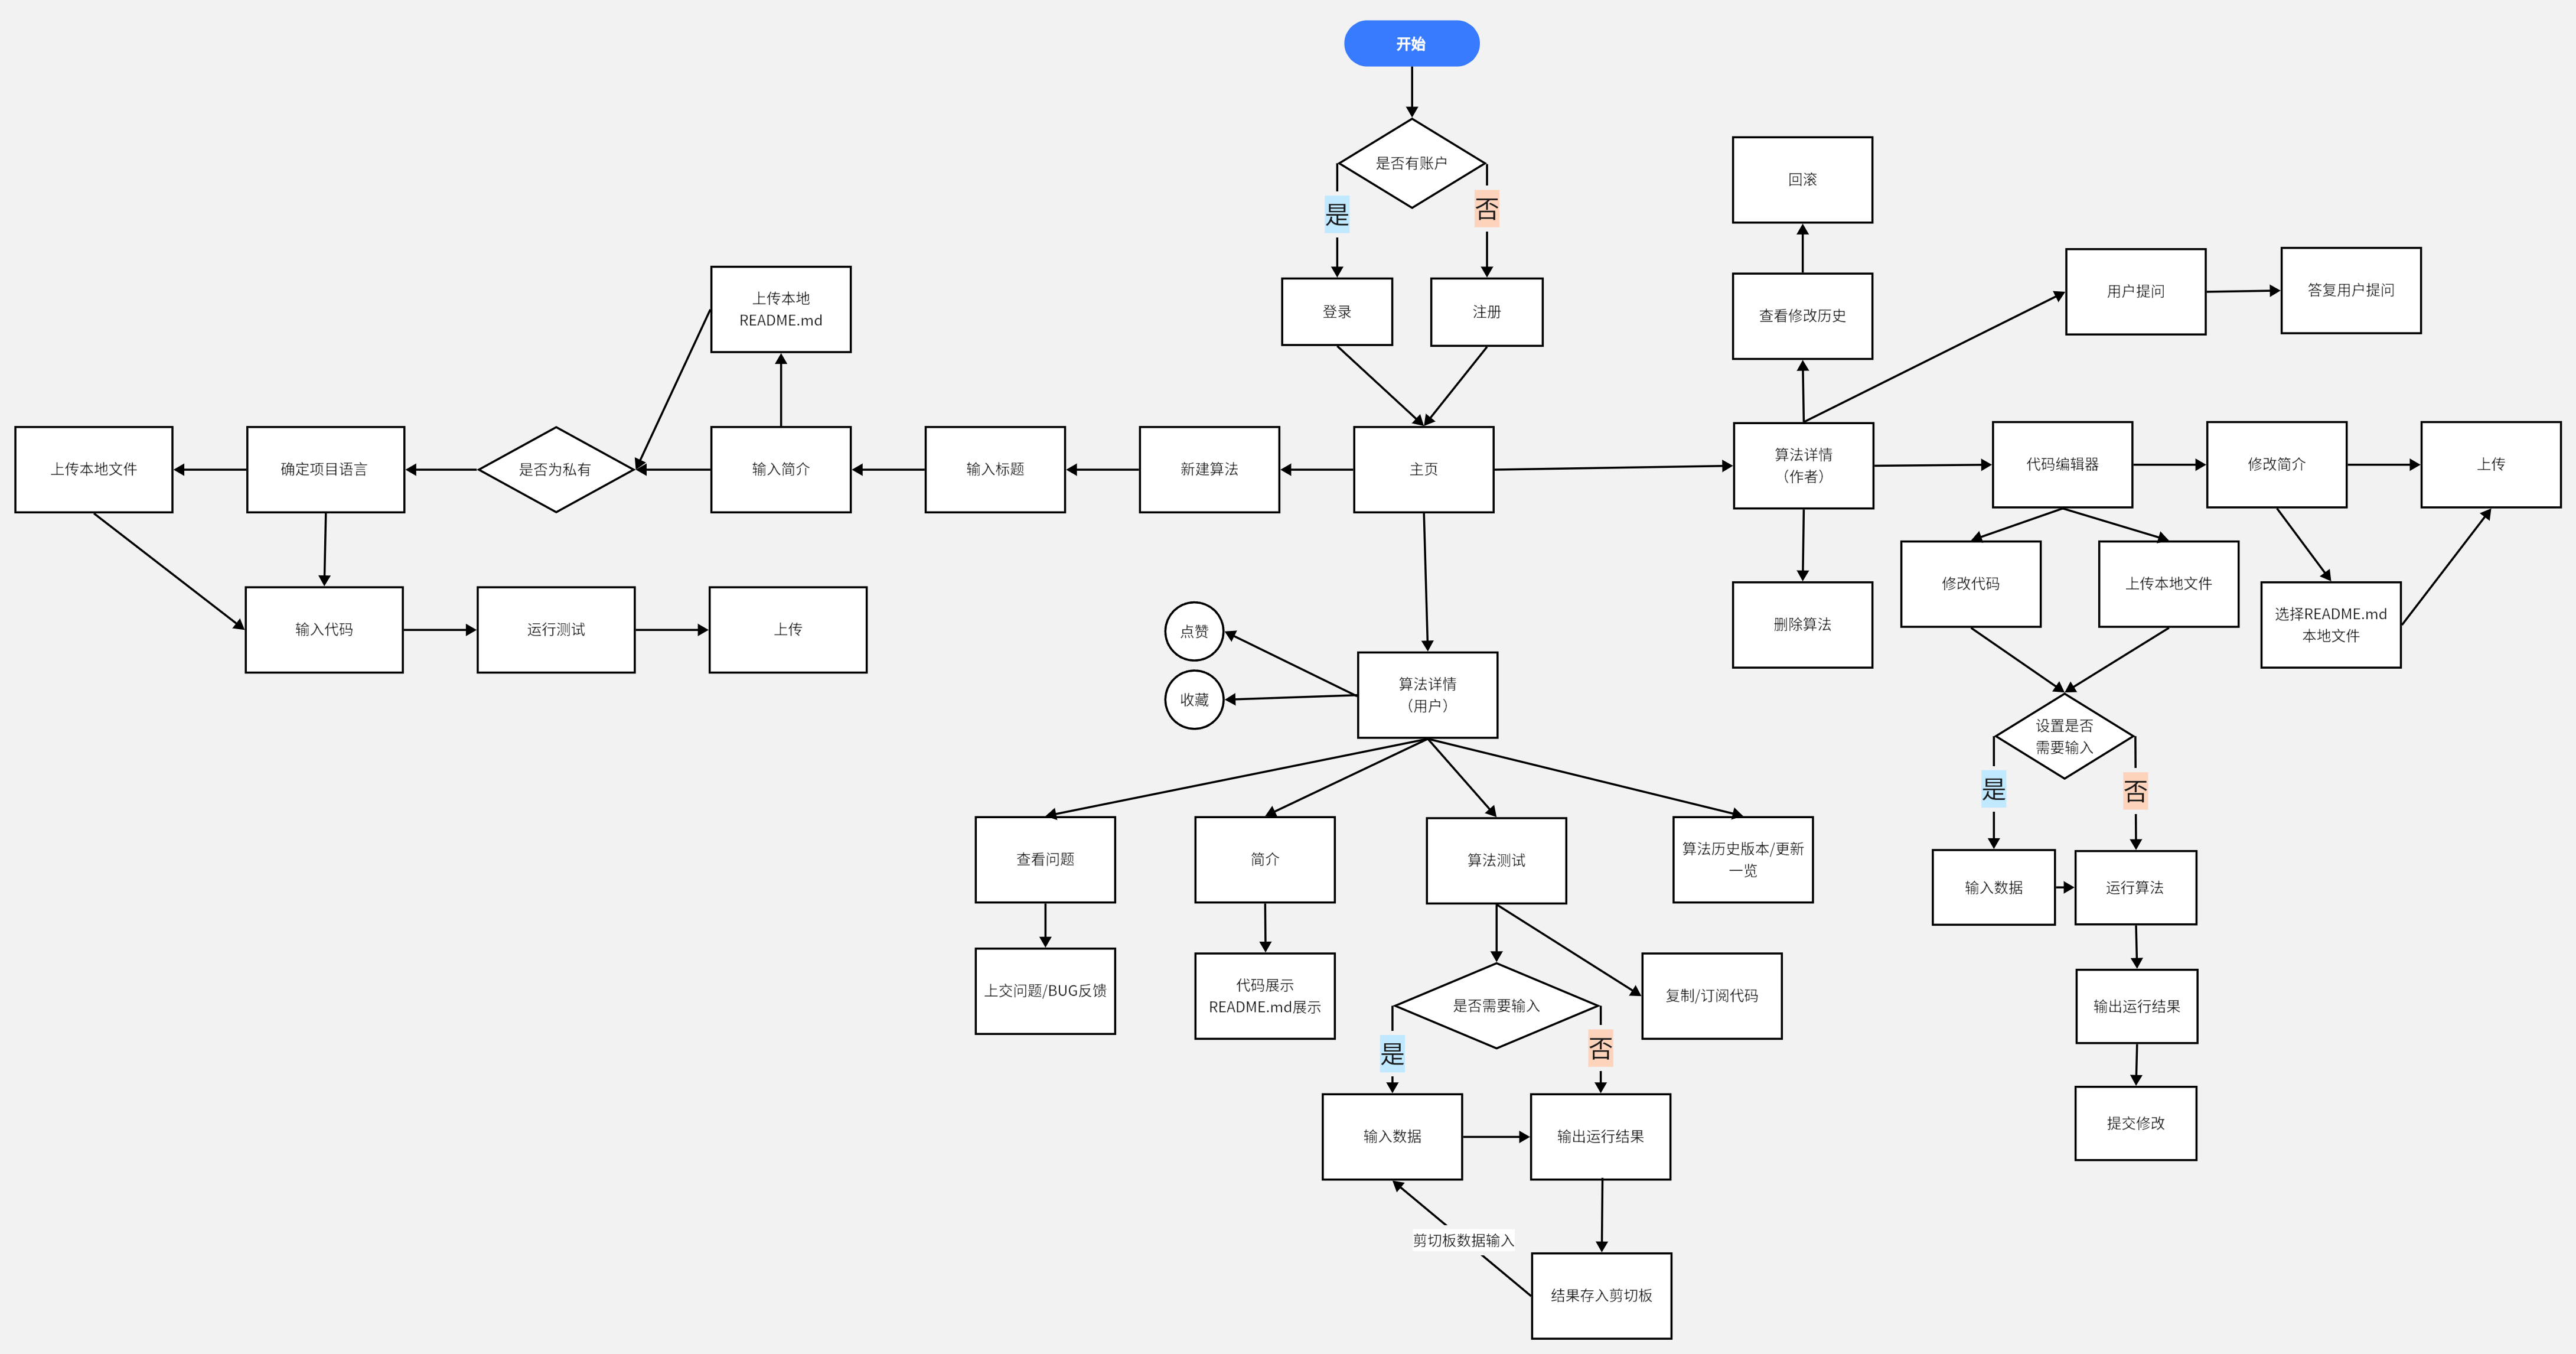 开始
是否有账户
是
否
回滚
登录
注册
查看修改历史
用户提问
答复用户提问
上传本地
README.md
上传本地文件
确定项目语言
是否为私有
输入简介
输入标题
新建算法
主页
算法详情
（作者）
代码编辑器
修改简介
上传
输入代码
运行测试
上传
点赞
收藏
算法详情
（用户）
删除算法
修改代码
上传本地文件
选择README.md
本地文件
设置是否
需要输入
是
否
查看问题
简介
算法测试
算法历史版本/更新
一览
输入数据
运行算法
上交问题/BUG反馈
代码展示
README.md展示
是否需要输入
复制/订阅代码
输出运行结果
是
否
输入数据
输出运行结果
提交修改
剪切板数据输入
结果存入剪切板